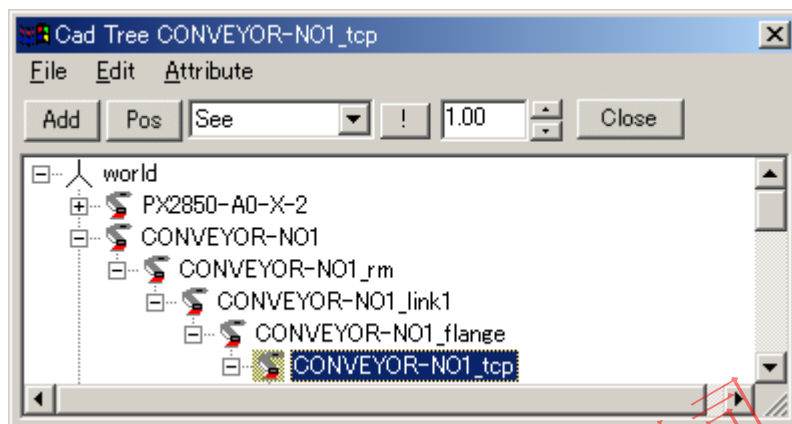 Cad Tree CONVEYOR-NO1_tcp
File Edit Attribute
Add Pos See ! 1.00 Close
world
PX2850-A0-X-2
CONVEYOR-NO1
CONVEYOR-NO1_rm
CONVEYOR-NO1_link1
CONVEYOR-NO1_flange
CONVEYOR-NO1_tcp